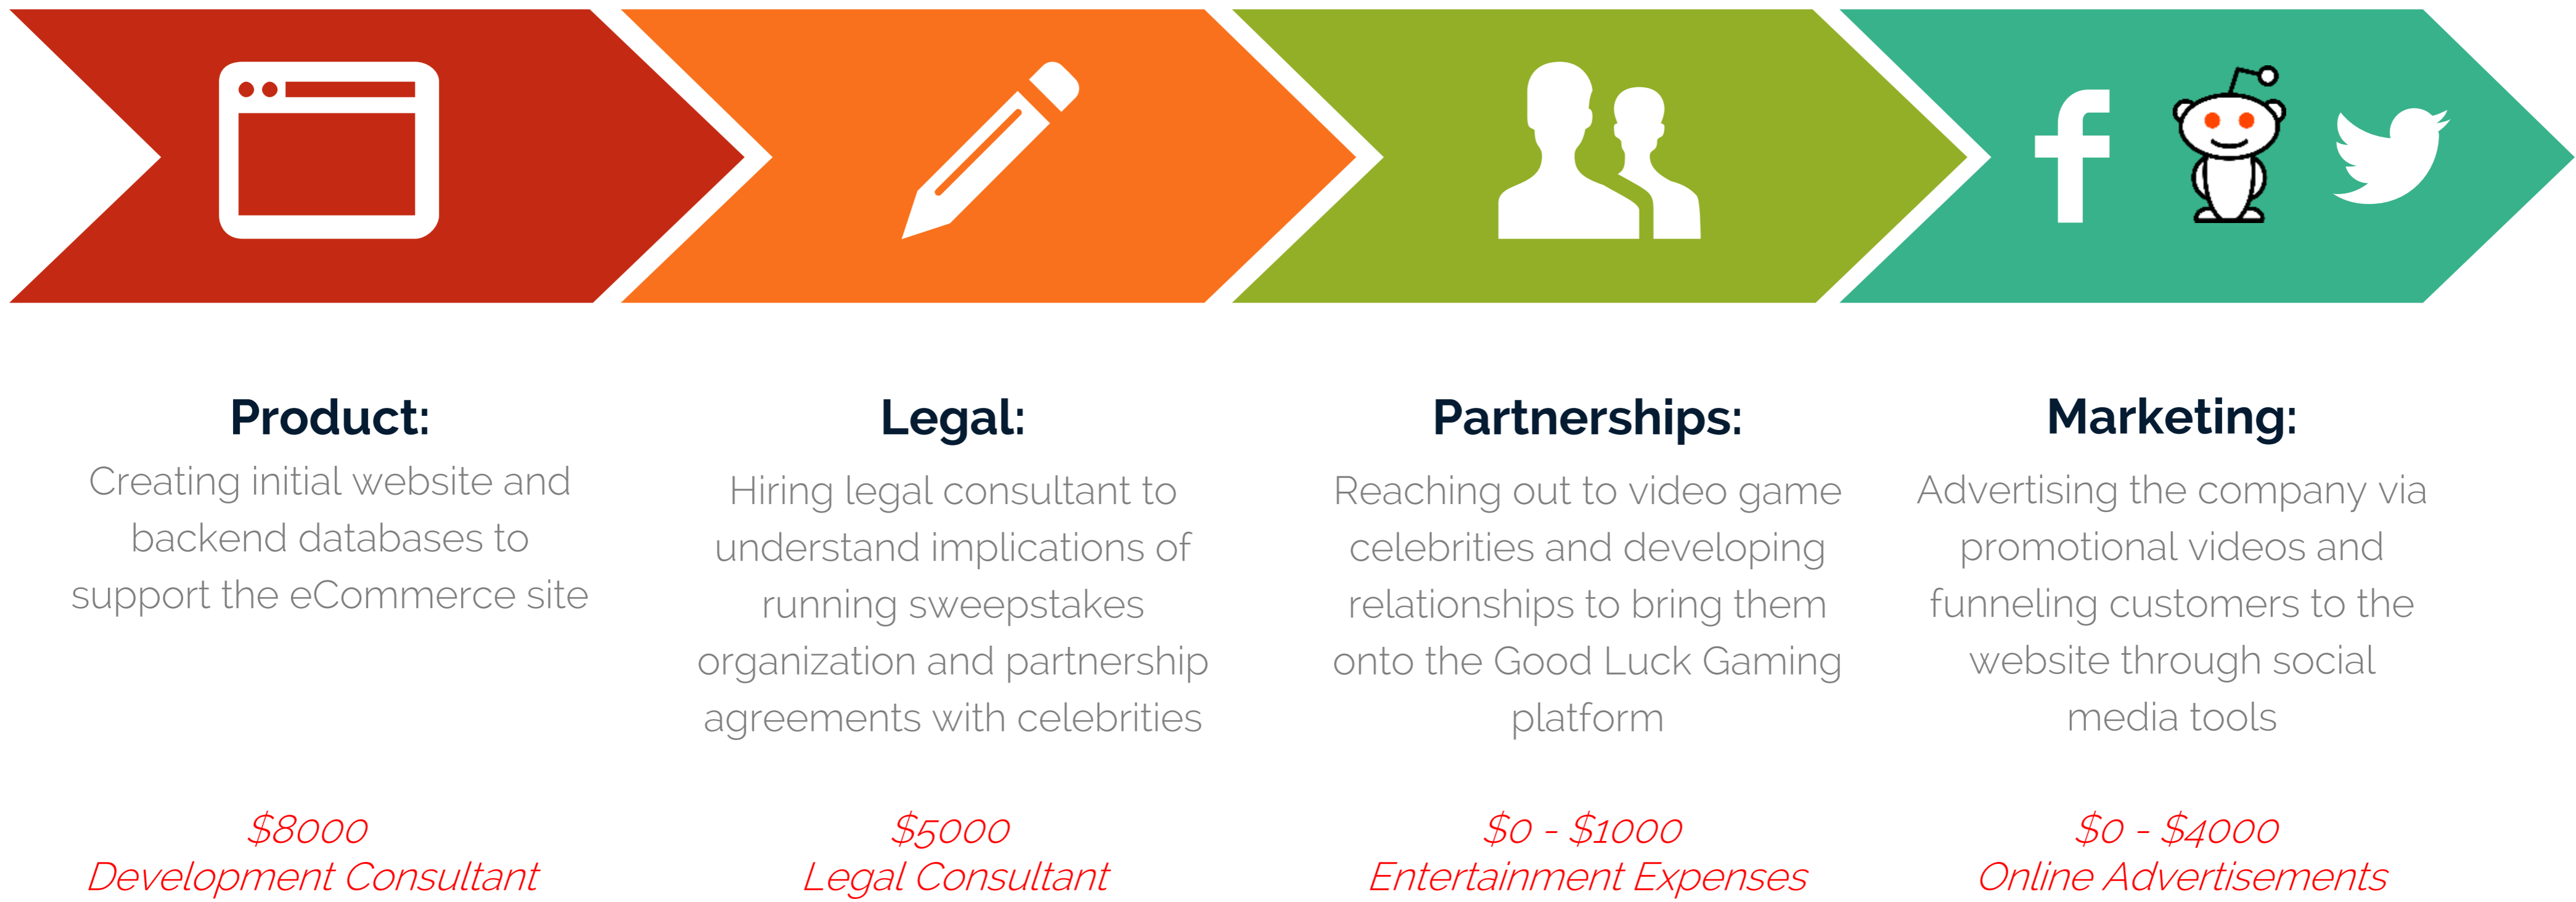 Product:
Creating initial website and
backend databases to
support the eCommerce site
$8000
Development Consultant
Legal:
Hiring legal consultant to
understand implications of
running sweepstakes
organization and partnership
agreements with celebrities
$5000
Legal Consultant
Partnerships:
Reaching out to video game
celebrities and developing
relationships to bring them
onto the Good Luck Gaming
platform
$0 - $1000
Entertainment Expenses
Marketing:
Advertising the company via
promotional videos and
funneling customers to the
website through social
media tools
$0 - $4000
Online Advertisements